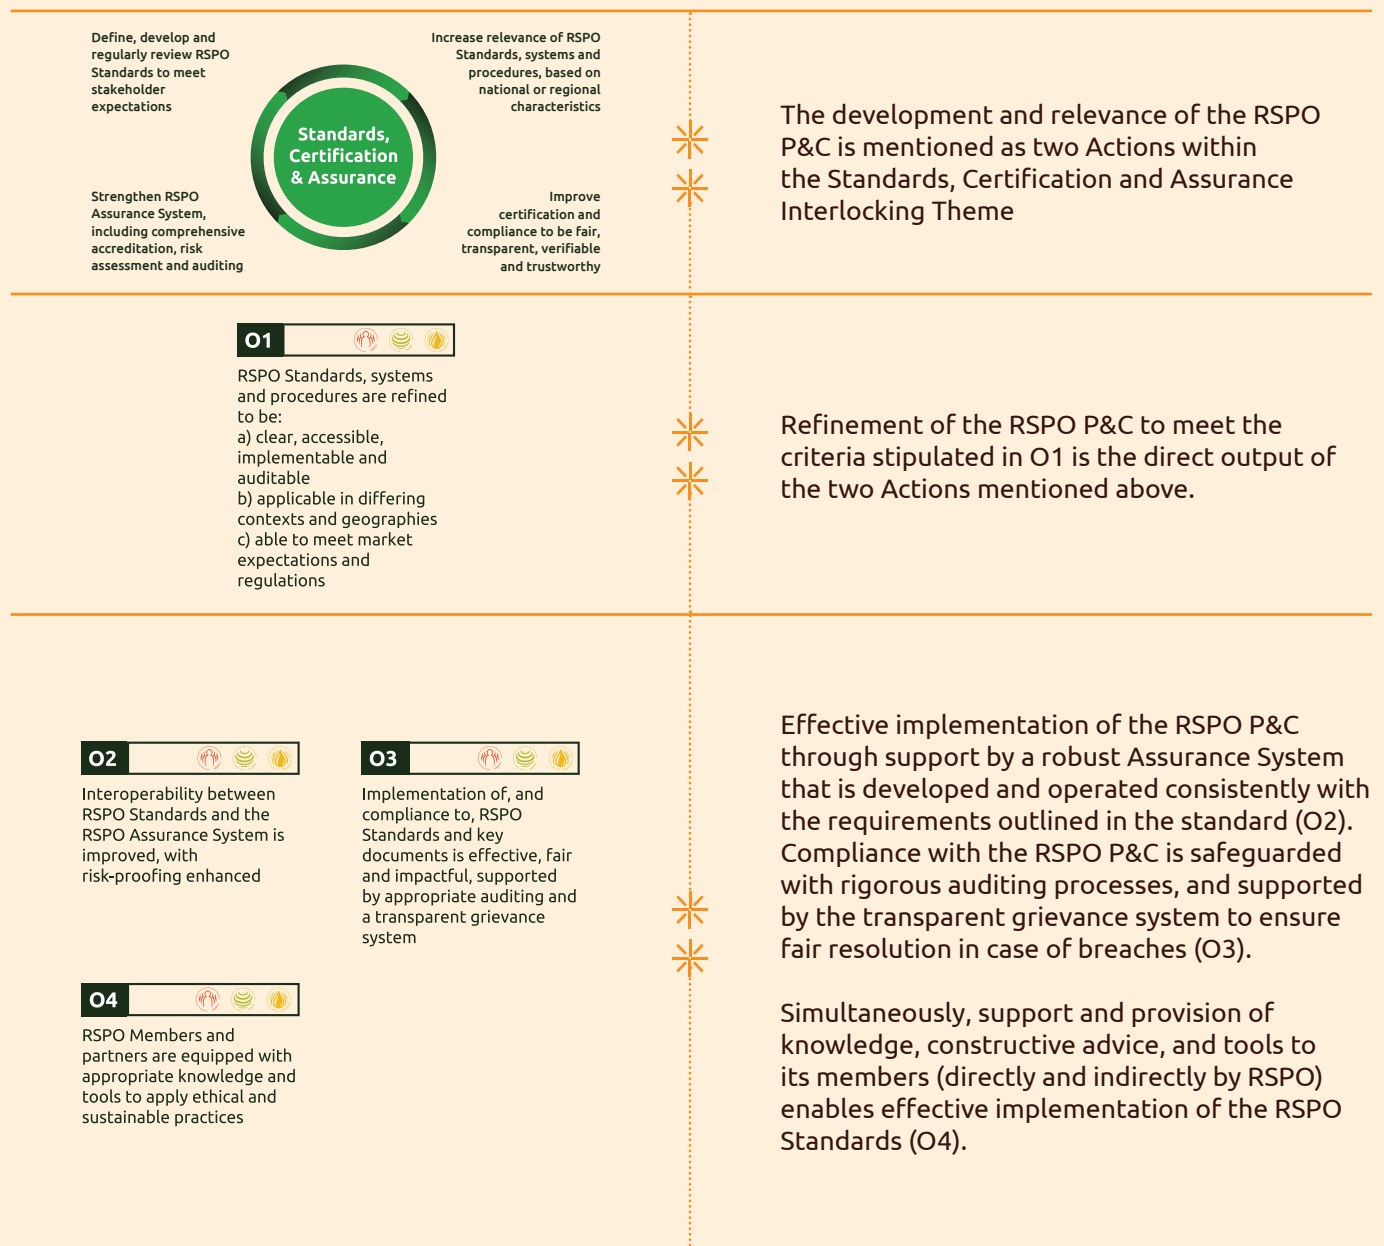 Define, develop and
regularly review RSPO
Standards to meet
stakeholder
expectations
Increase relevance of RSPO
Standards, systems and
procedures, based on
national or regional
characteristics
Standards,
Certification
& Assurance
Strengthen RSPO
Assurance System,
including comprehensive
accreditation, risk
assessment and auditing
Improve
certification and
compliance to be fair,
transparent, verifiable
and trustworthy
The development and relevance of the RSPO
P&C is mentioned as two Actions within
the Standards, Certification and Assurance
Interlocking Theme
O1
RSPO Standards, systems
and procedures are refined
to be:
a) clear, accessible,
implementable and
auditable
b) applicable in differing
contexts and geographies
c) able to meet market
expectations and
regulations
Refinement of the RSPO P&C to meet the
criteria stipulated in O1 is the direct output of
the two Actions mentioned above.
O2
Interoperability between
RSPO Standards and the
RSPO Assurance System is
improved, with
risk-proofing enhanced
O3
Implementation of, and
compliance to, RSPO
Standards and key
documents is effective, fair
and impactful, supported
by appropriate auditing and
a transparent grievance
system
O4
RSPO Members and
partners are equipped with
appropriate knowledge and
tools to apply ethical and
sustainable practices
Effective implementation of the RSPO P&C
through support by a robust Assurance System
that is developed and operated consistently with
the requirements outlined in the standard (O2).
Compliance with the RSPO P&C is safeguarded
with rigorous auditing processes, and supported
by the transparent grievance system to ensure
fair resolution in case of breaches (O3).
Simultaneously, support and provision of
knowledge, constructive advice, and tools to
its members (directly and indirectly by RSPO)
enables effective implementation of the RSPO
Standards (O4).